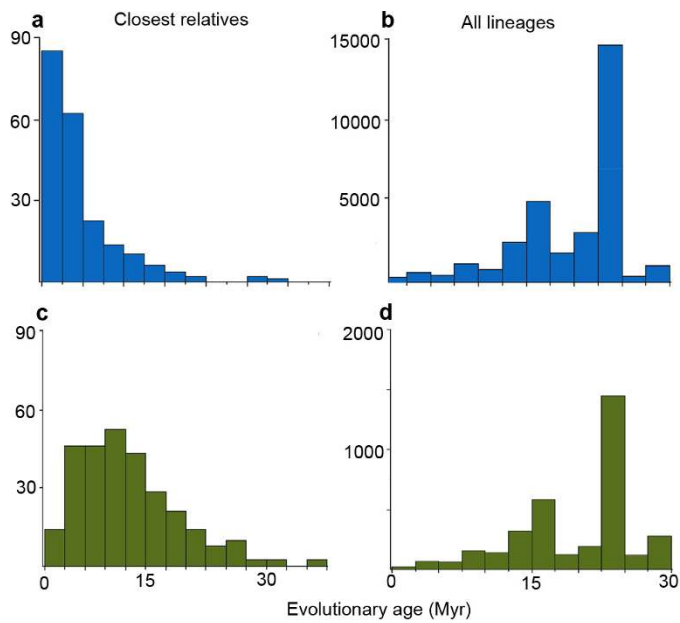 a Closest relatives
b All lineages
90
60
30
15000
10000
5000
c
d
90
60
30
0 15 30
2000
1000
0 15 30
Evolutionary age (Myr)